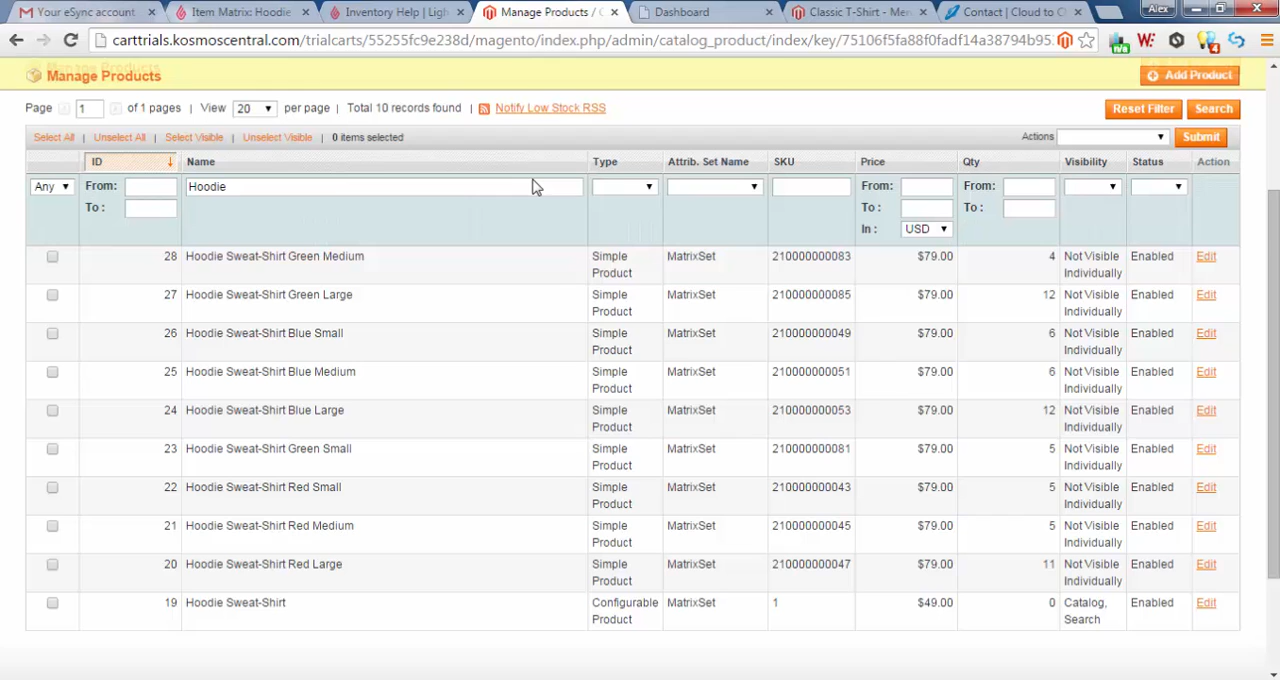 Your eSync account × Item Matrix: Hoodie × Inventory Help | Ligh × Manage Products / C × Dashboard × Classic T-Shirt - Men × Contact | Cloud to C × Alex
carttrials.kosmoscentral.com/trialcarts/55255fc9e238d/magento/index.php/admin/catalog_product/index/key/75106f5fa88f0fadf14a38794b95
Manage Products Add Product
Page 1 of 1 pages | View 20 per page | Total 10 records found | Notify Low Stock RSS Reset Filter Search
Select All | Unselect All | Select Visible | Unselect Visible | 0 items selected Actions Submit
ID Name Type Attrib. Set Name SKU Price Qty Visibility Status Action
Any From: Hoodie From: From:
To : To : To :
In : USD
28 Hoodie Sweat-Shirt Green Medium Simple MatrixSet 210000000083 $79.00 4 Not Visible Enabled Edit
Product Individually
27 Hoodie Sweat-Shirt Green Large Simple MatrixSet 210000000085 $79.00 12 Not Visible Enabled Edit
Product Individually
26 Hoodie Sweat-Shirt Blue Small Simple MatrixSet 210000000049 $79.00 6 Not Visible Enabled Edit
Product Individually
25 Hoodie Sweat-Shirt Blue Medium Simple MatrixSet 210000000051 $79.00 6 Not Visible Enabled Edit
Product Individually
24 Hoodie Sweat-Shirt Blue Large Simple MatrixSet 210000000053 $79.00 12 Not Visible Enabled Edit
Product Individually
23 Hoodie Sweat-Shirt Green Small Simple MatrixSet 210000000081 $79.00 5 Not Visible Enabled Edit
Product Individually
22 Hoodie Sweat-Shirt Red Small Simple MatrixSet 210000000043 $79.00 5 Not Visible Enabled Edit
Product Individually
21 Hoodie Sweat-Shirt Red Medium Simple MatrixSet 210000000045 $79.00 5 Not Visible Enabled Edit
Product Individually
20 Hoodie Sweat-Shirt Red Large Simple MatrixSet 210000000047 $79.00 11 Not Visible Enabled Edit
Product Individually
19 Hoodie Sweat-Shirt Configurable MatrixSet 1 $49.00 0 Catalog, Enabled Edit
Product Search